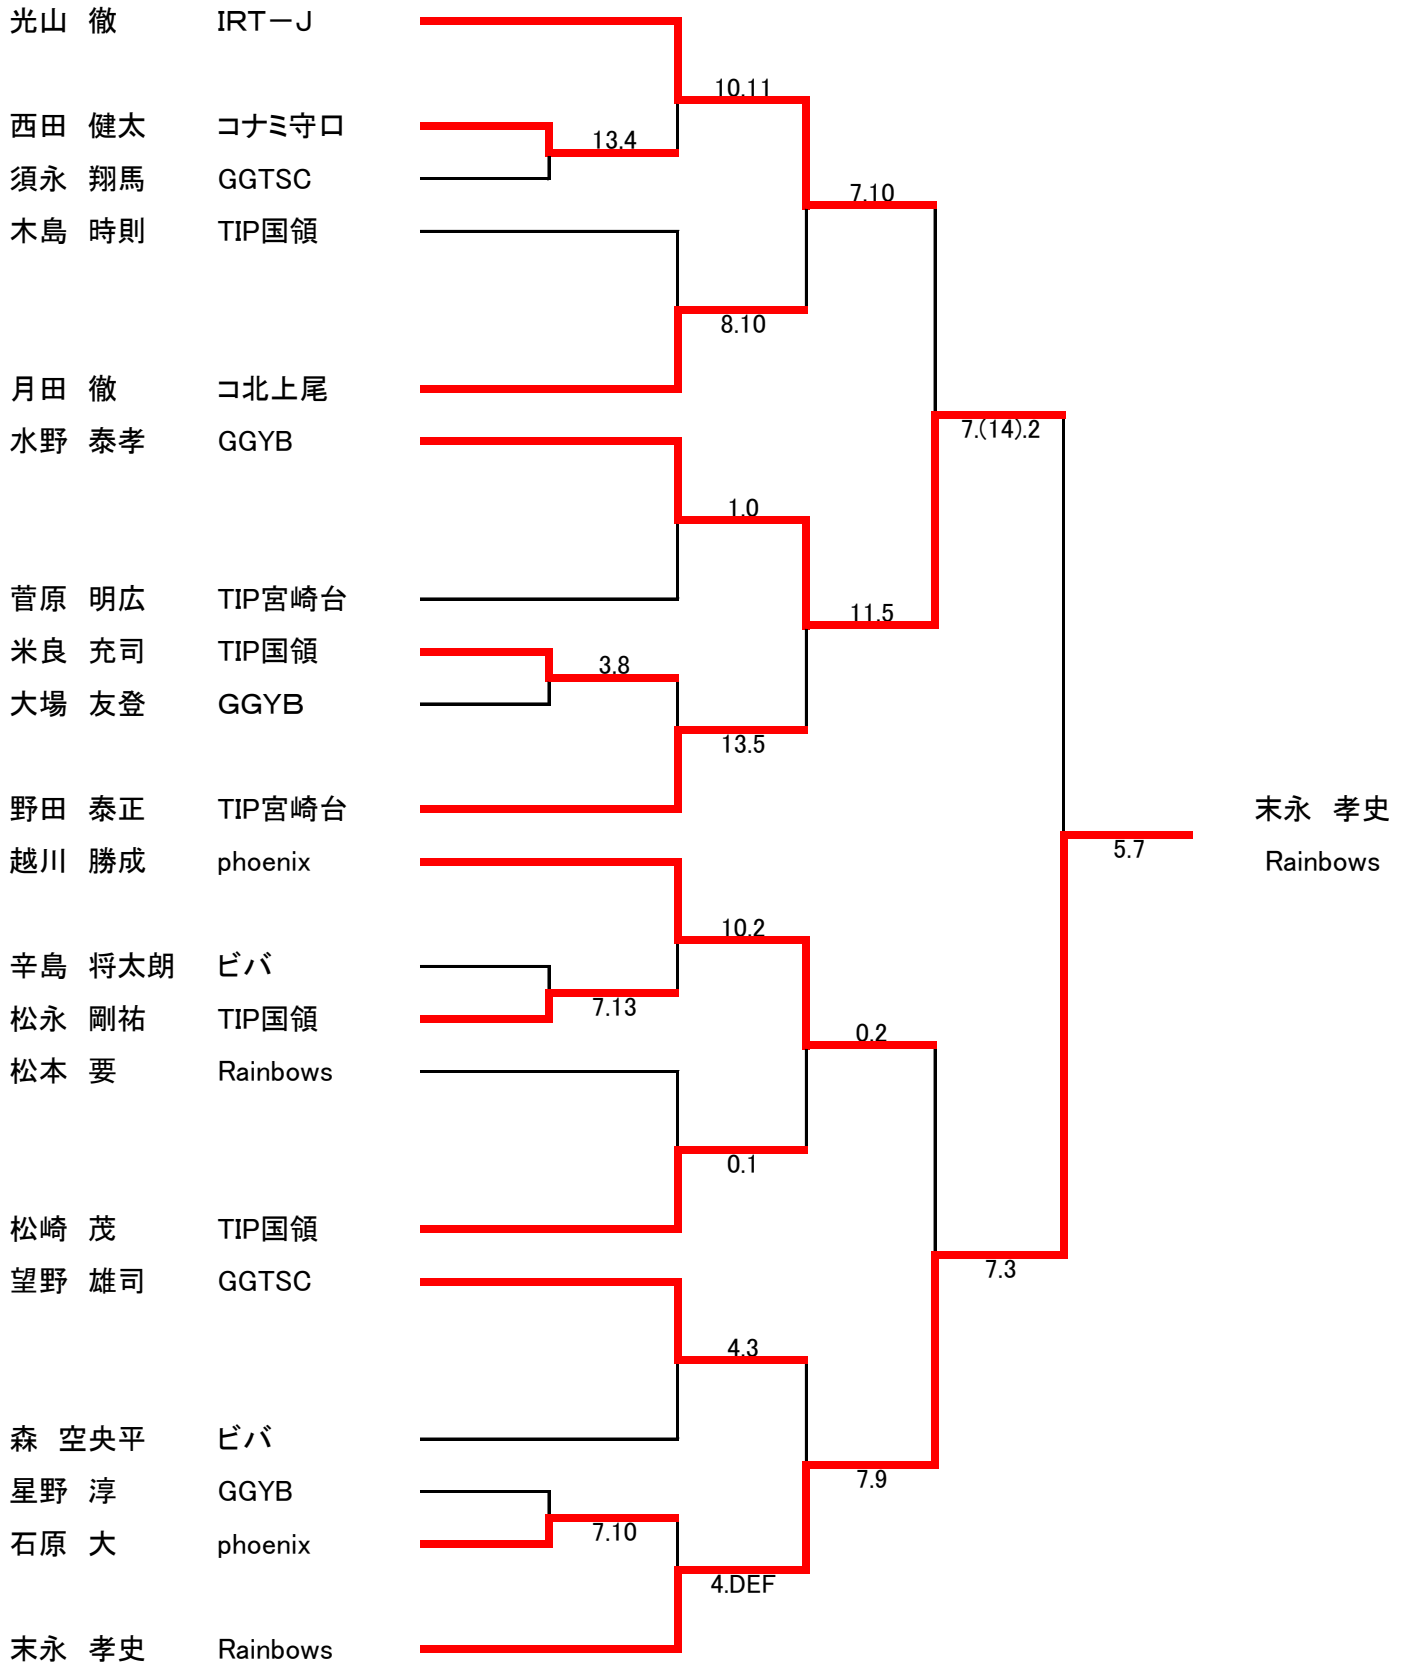 光山　徹　IRT－J
10.11
西田　健太　コナミ守口
13.4
須永　翔馬　GGTSC
7.10
木島　時則　TIP国領
8.10
月田　徹　コ北上尾
7.(14).2
水野　泰孝　GGYB
1.0
菅原　明広　TIP宮崎台
11.5
米良　充司　TIP国領
3.8
大場　友登　GGYB
13.5
野田　泰正　TIP宮崎台
末永　孝史
5.7
越川　勝成　phoenix
Rainbows
10.2
辛島　将太朗　ビバ
7.13
松永　剛祐　TIP国領
0.2
松本　要　Rainbows
0.1
松崎　茂　TIP国領
7.3
望野　雄司　GGTSC
4.3
森　空央平　ビバ
7.9
星野　淳　GGYB
7.10
石原　大　phoenix
4.DEF
末永　孝史　Rainbows